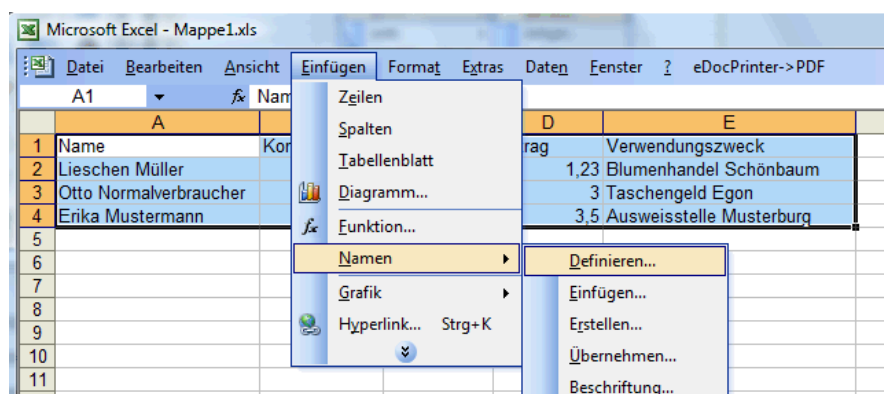 Microsoft Excel - Mappe1.xls
Datei Bearbeiten Ansicht Einfügen Format Extras Daten Fenster ? eDocPrinter->PDF
A1 fx Nam
A D E
1 Name Kon rag Verwendungszweck
2 Lieschen Müller 1,23 Blumenhandel Schönbaum
3 Otto Normalverbraucher 3 Taschengeld Egon
4 Erika Mustermann 3,5 Ausweisstelle Musterburg
5
6
7
8
9
10
11
Zeilen
Spalten
Tabellenblatt
Diagramm...
fx Funktion...
Namen
Grafik
Hyperlink... Strg+K
Definieren...
Einfügen...
Erstellen...
Übernehmen...
Beschriftung...